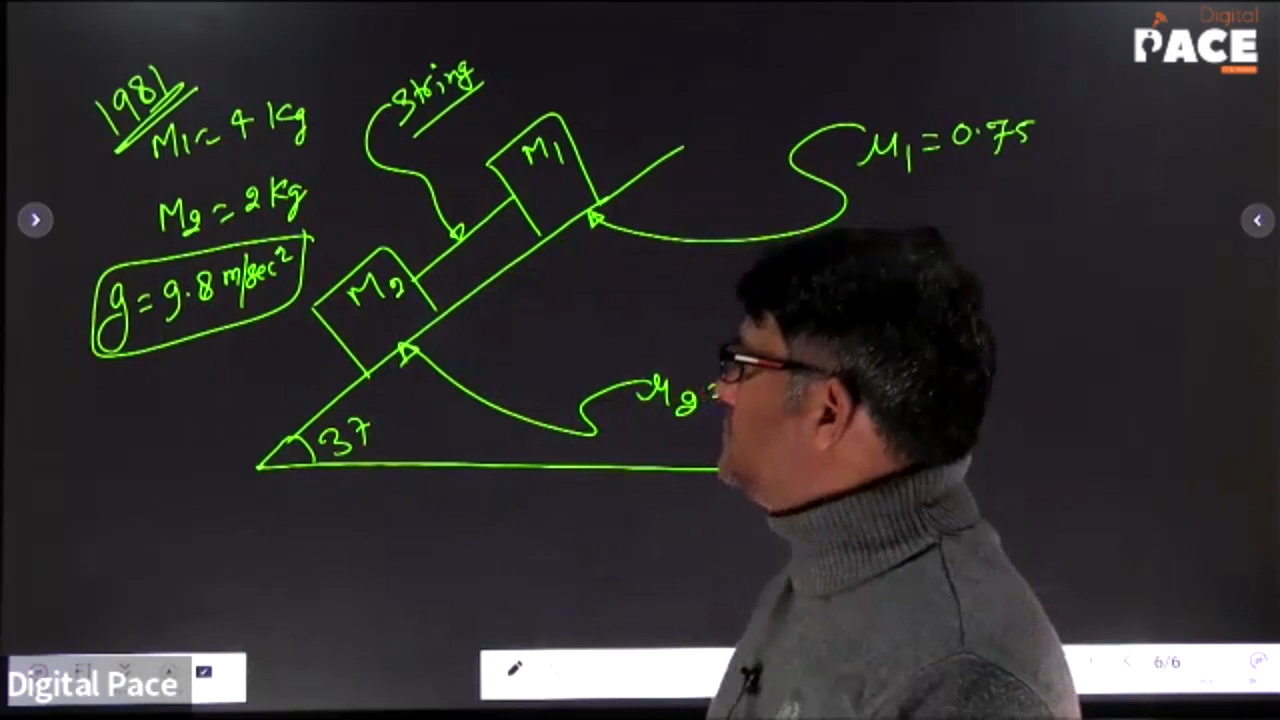 Digital
PACE
1981
M1 = 4 Kg
M2 = 2 Kg
g = 9.8 m/sec²
string
M1
M2
μ1 = 0.75
μ2 =
37
6/6
Digital Pace